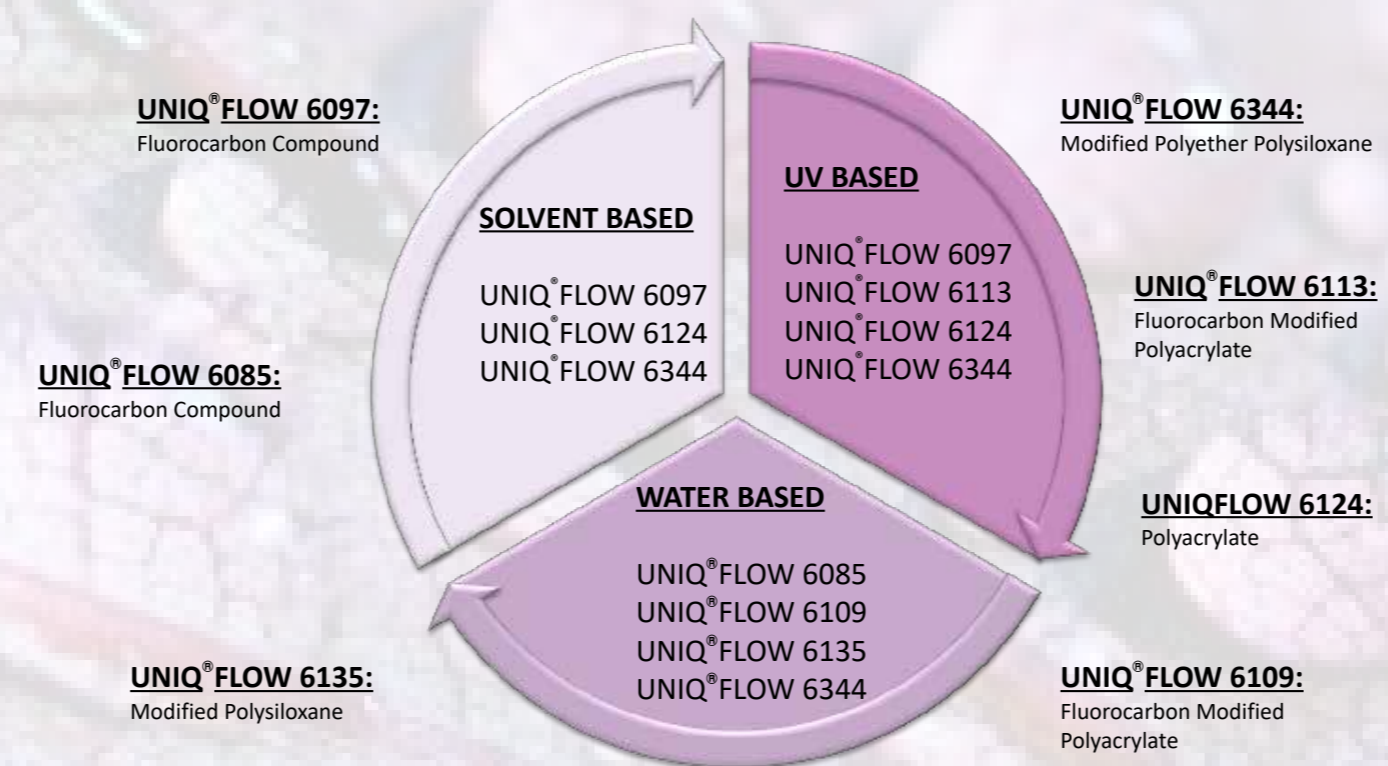 UNIQ®FLOW 6097:
Fluorocarbon Compound
UNIQ®FLOW 6085:
Fluorocarbon Compound
UNIQ®FLOW 6135:
Modified Polysiloxane
SOLVENT BASED
UNIQ®FLOW 6097
UNIQ®FLOW 6124
UNIQ®FLOW 6344
UV BASED
UNIQ®FLOW 6097
UNIQ®FLOW 6113
UNIQ®FLOW 6124
UNIQ®FLOW 6344
WATER BASED
UNIQ®FLOW 6085
UNIQ®FLOW 6109
UNIQ®FLOW 6135
UNIQ®FLOW 6344
UNIQ®FLOW 6344:
Modified Polyether Polysiloxane
UNIQ®FLOW 6113:
Fluorocarbon Modified
Polyacrylate
UNIQFLOW 6124:
Polyacrylate
UNIQ®FLOW 6109:
Fluorocarbon Modified
Polyacrylate